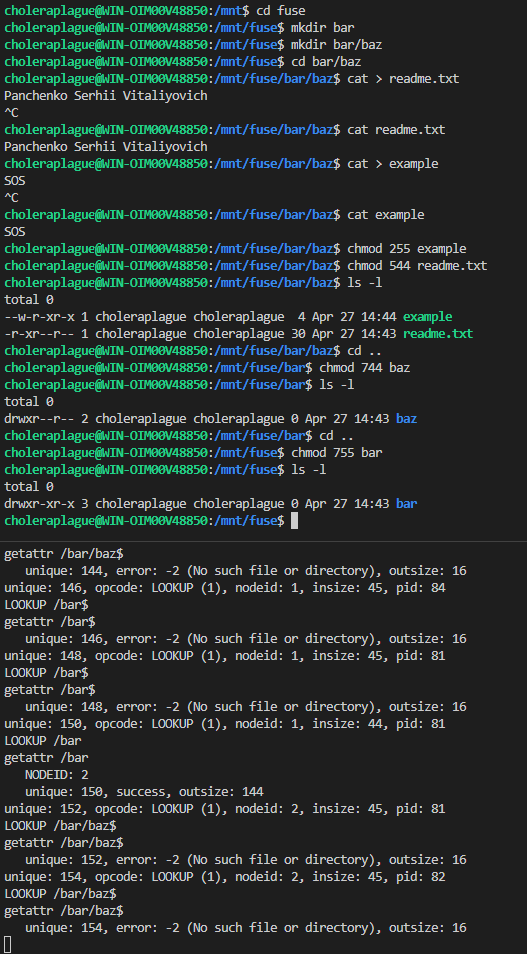 choleraplague@WIN-OIM00V48850:/mnt$ cd fuse
choleraplague@WIN-OIM00V48850:/mnt/fuse$ mkdir bar
choleraplague@WIN-OIM00V48850:/mnt/fuse$ mkdir bar/baz
choleraplague@WIN-OIM00V48850:/mnt/fuse$ cd bar/baz
choleraplague@WIN-OIM00V48850:/mnt/fuse/bar/baz$ cat > readme.txt
Panchenko Serhii Vitaliyovich
^C
choleraplague@WIN-OIM00V48850:/mnt/fuse/bar/baz$ cat readme.txt
Panchenko Serhii Vitaliyovich
choleraplague@WIN-OIM00V48850:/mnt/fuse/bar/baz$ cat > example
SOS
^C
choleraplague@WIN-OIM00V48850:/mnt/fuse/bar/baz$ cat example
SOS
choleraplague@WIN-OIM00V48850:/mnt/fuse/bar/baz$ chmod 255 example
choleraplague@WIN-OIM00V48850:/mnt/fuse/bar/baz$ chmod 544 readme.txt
choleraplague@WIN-OIM00V48850:/mnt/fuse/bar/baz$ ls -l
total 0
--w-r-xr-x 1 choleraplague choleraplague  4 Apr 27 14:44 example
-r-xr--r-- 1 choleraplague choleraplague 30 Apr 27 14:43 readme.txt
choleraplague@WIN-OIM00V48850:/mnt/fuse/bar/baz$ cd ..
choleraplague@WIN-OIM00V48850:/mnt/fuse/bar$ chmod 744 baz
choleraplague@WIN-OIM00V48850:/mnt/fuse/bar$ ls -l
total 0
drwxr--r-- 2 choleraplague choleraplague 0 Apr 27 14:43 baz
choleraplague@WIN-OIM00V48850:/mnt/fuse/bar$ cd ..
choleraplague@WIN-OIM00V48850:/mnt/fuse$ chmod 755 bar
choleraplague@WIN-OIM00V48850:/mnt/fuse$ ls -l
total 0
drwxr-xr-x 3 choleraplague choleraplague 0 Apr 27 14:43 bar
choleraplague@WIN-OIM00V48850:/mnt/fuse$
getattr /bar/baz$
   unique: 144, error: -2 (No such file or directory), outsize: 16
unique: 146, opcode: LOOKUP (1), nodeid: 1, insize: 45, pid: 84
LOOKUP /bar$
getattr /bar$
   unique: 146, error: -2 (No such file or directory), outsize: 16
unique: 148, opcode: LOOKUP (1), nodeid: 1, insize: 45, pid: 81
LOOKUP /bar$
getattr /bar$
   unique: 148, error: -2 (No such file or directory), outsize: 16
unique: 150, opcode: LOOKUP (1), nodeid: 1, insize: 44, pid: 81
LOOKUP /bar
getattr /bar
   NODEID: 2
   unique: 150, success, outsize: 144
unique: 152, opcode: LOOKUP (1), nodeid: 2, insize: 45, pid: 81
LOOKUP /bar/baz$
getattr /bar/baz$
   unique: 152, error: -2 (No such file or directory), outsize: 16
unique: 154, opcode: LOOKUP (1), nodeid: 2, insize: 45, pid: 82
LOOKUP /bar/baz$
getattr /bar/baz$
   unique: 154, error: -2 (No such file or directory), outsize: 16